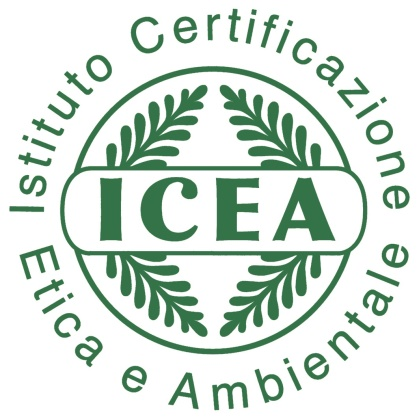 Istituto Certificazione
ICEA
Etica e Ambientale